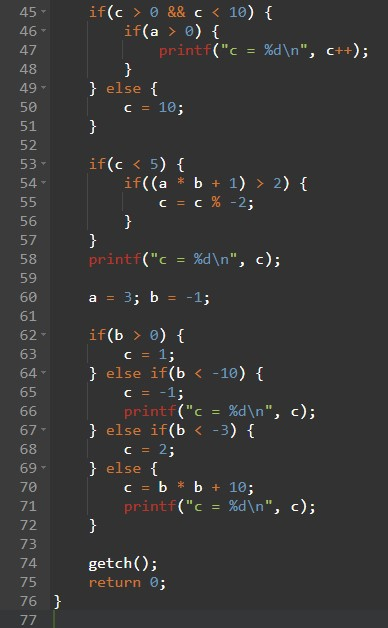 45 if(c > 0 && c < 10) {
46 if(a > 0) {
47 printf("c = %d\n", c++);
48 }
49 } else {
50 c = 10;
51 }
52
53 if(c < 5) {
54 if((a * b + 1) > 2) {
55 c = c % -2;
56 }
57 }
58 printf("c = %d\n", c);
59
60 a = 3; b = -1;
61
62 if(b > 0) {
63 c = 1;
64 } else if(b < -10) {
65 c = -1;
66 printf("c = %d\n", c);
67 } else if(b < -3) {
68 c = 2;
69 } else {
70 c = b * b + 10;
71 printf("c = %d\n", c);
72 }
73
74 getch();
75 return 0;
76 }
77